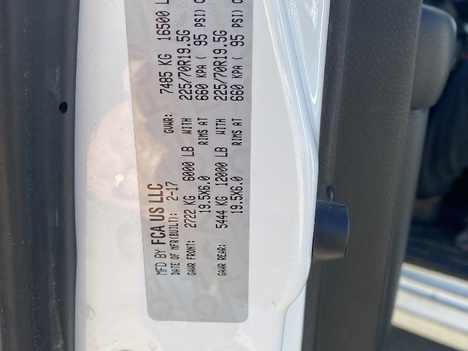 MFD BY FCA US LLC
DATE OF MFR(BUILT): 2-17 GVWR: 7485 KG 16500 L
GAWR FRONT: 2722 KG 6000 LB WITH 225/70R19.5G
19.5X6.0 RIMS AT 660 KPA ( 95 PSI) C
GAWR REAR: 5444 KG 12000 LB WITH 225/70R19.5G
19.5X6.0 RIMS AT 660 KPA ( 95 PSI) C